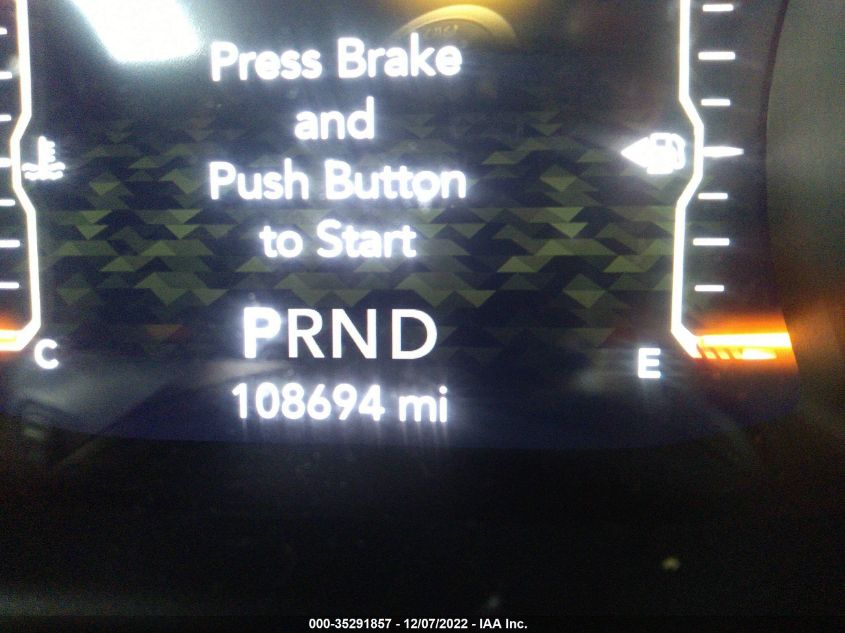 Press Brake
and
Push Button
to Start
PRND
C
E
108694 mi
000-35291857 - 12/07/2022 - IAA Inc.